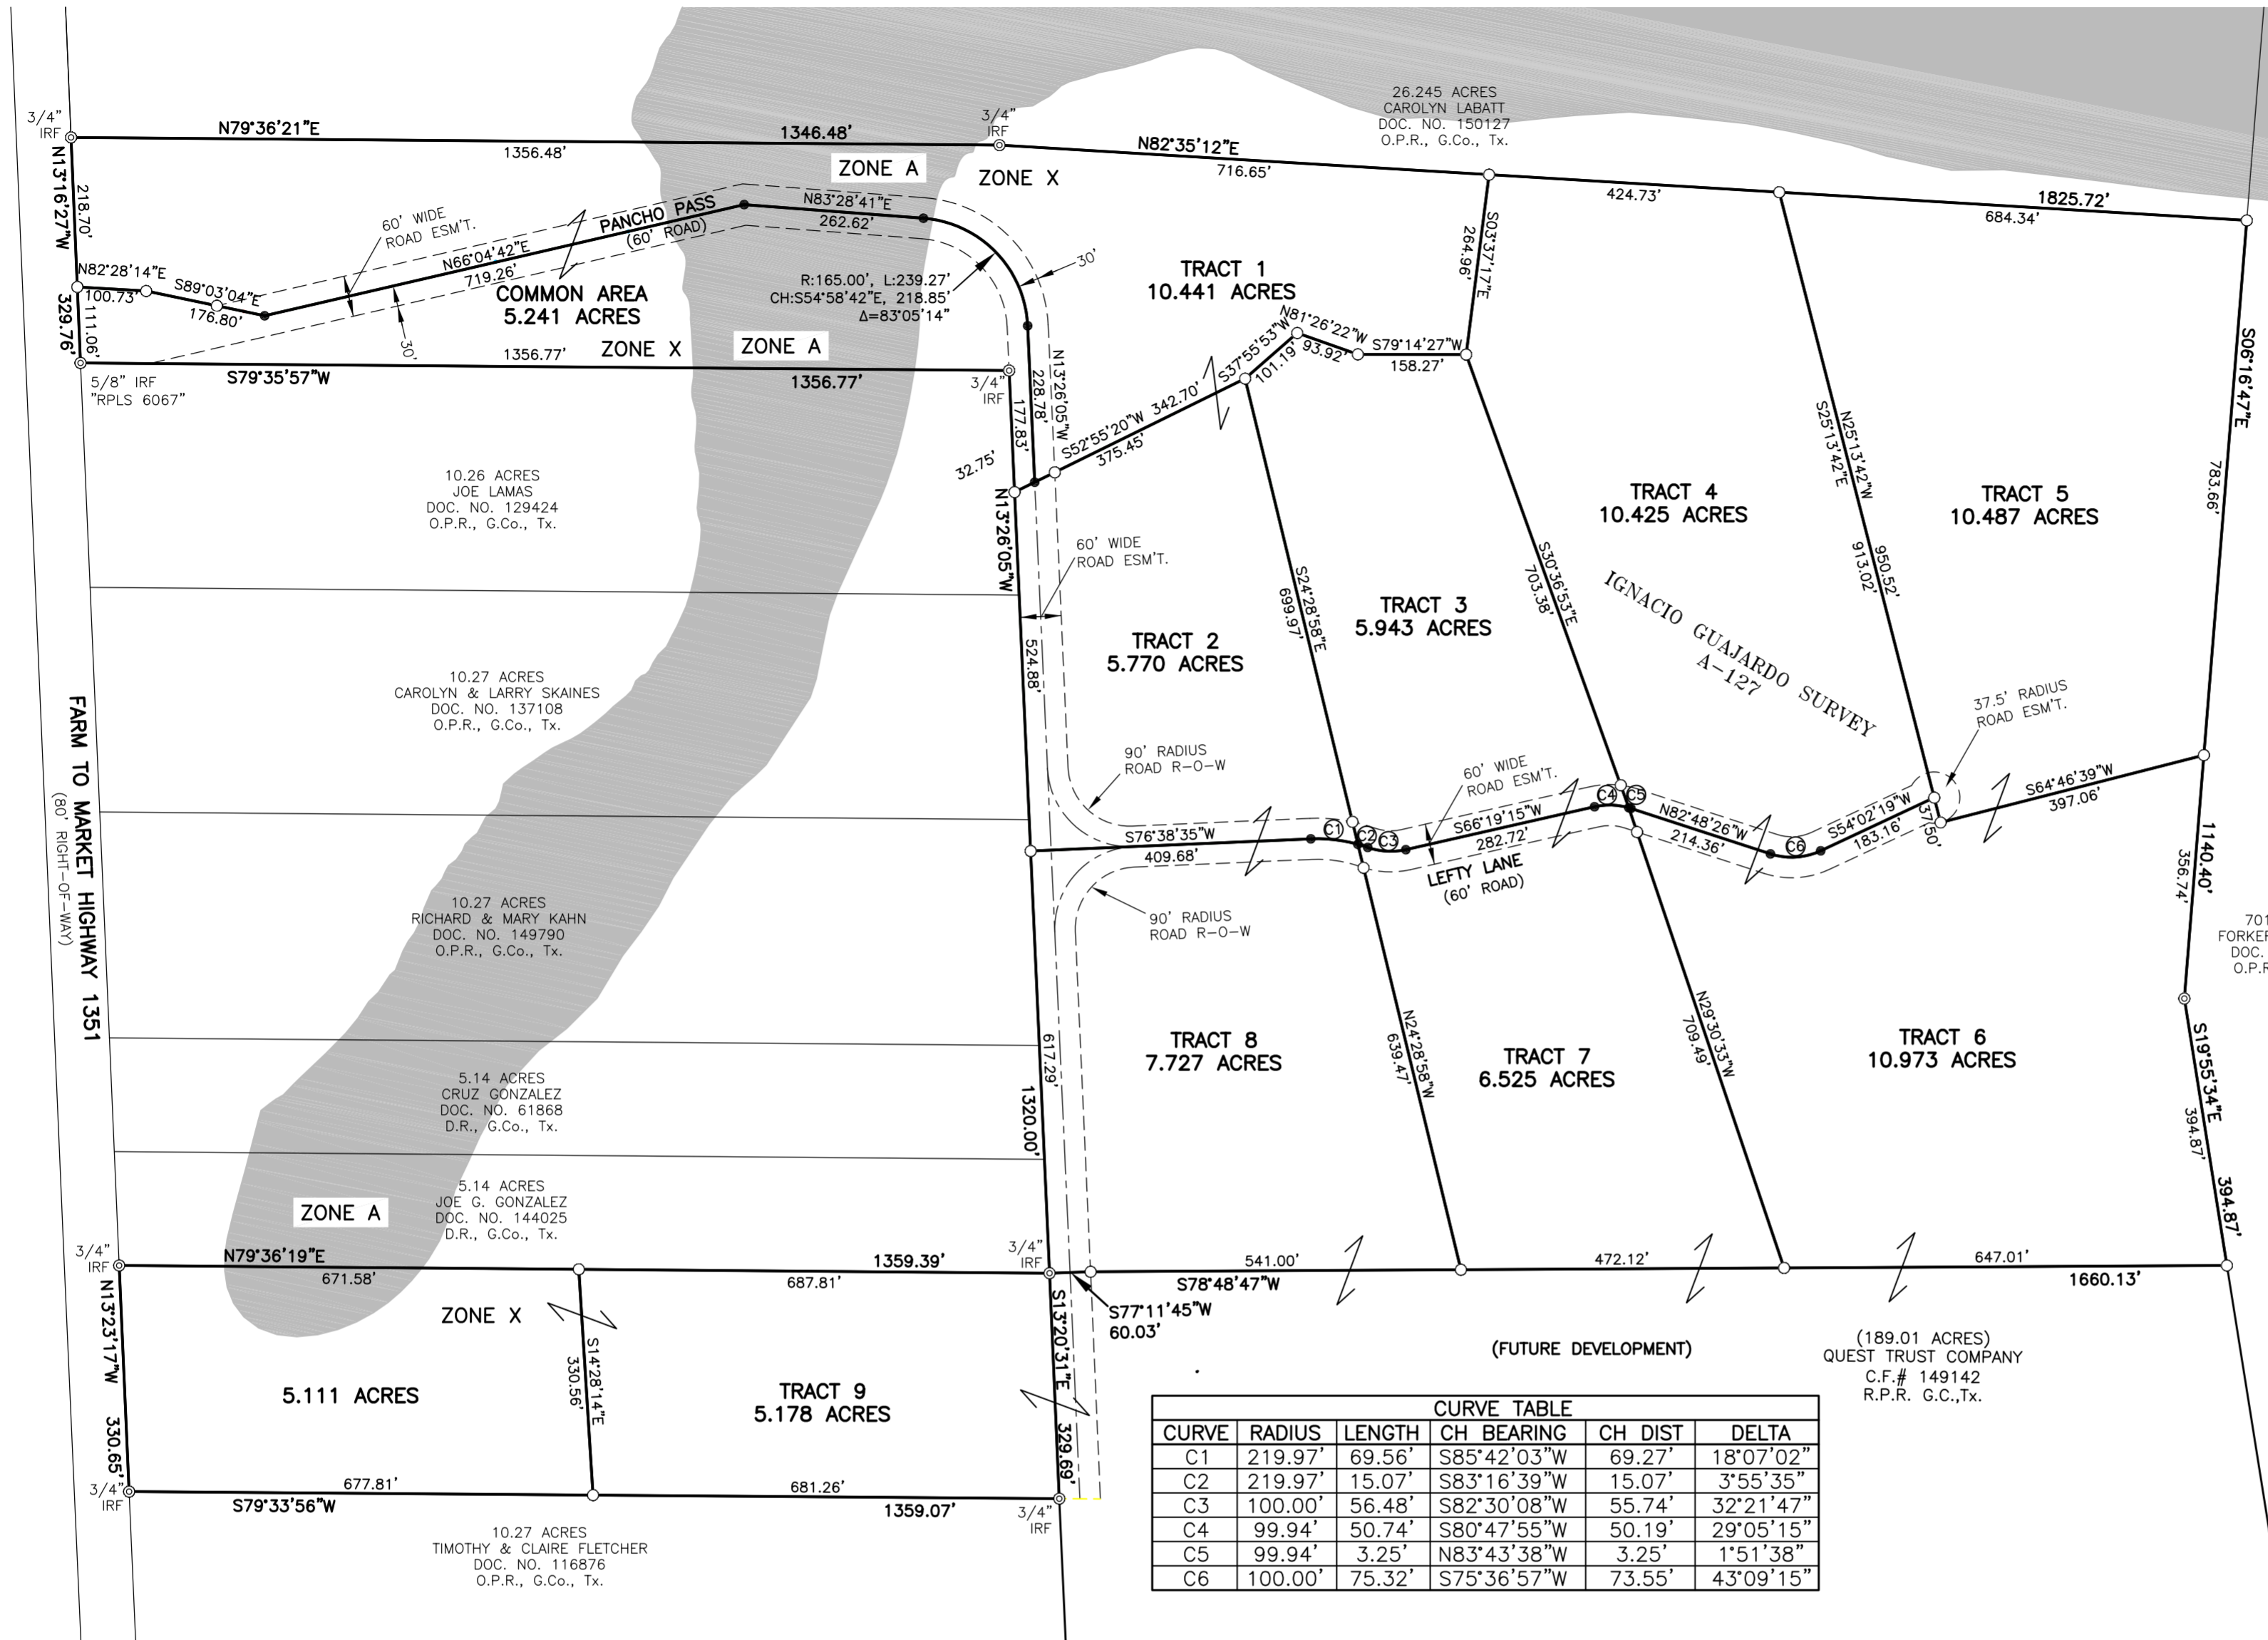 26.245 ACRES
CAROLYN LABATT
DOC. NO. 150127
O.P.R., G.Co., Tx.
3/4"
IRF
N79°36'21"E
1346.48'
1356.48'
3/4"
IRF
N82°35'12"E
716.65'
424.73'
1825.72'
684.34'
ZONE A
ZONE X
N13°16'27"W
218.70'
329.76'
111.06'
60' WIDE
ROAD ESM'T.
PANCHO PASS
(60' ROAD)
N83°28'41"E
262.62'
N66°04'42"E
719.26'
N82°28'14"E
100.73'
S89°03'04"E
176.80'
30'
30'
R:165.00', L:239.27'
CH:S54°58'42"E, 218.85'
Δ=83°05'14"
COMMON AREA
5.241 ACRES
ZONE X
ZONE A
1356.77'
S79°35'57"W
1356.77'
5/8" IRF
"RPLS 6067"
3/4"
IRF
TRACT 1
10.441 ACRES
S03°37'17"E
264.96'
N81°26'22"W
93.92'
S79°14'27"W
158.27'
S37°55'53"W
101.19'
S52°55'20"W 342.70'
375.45'
32.75'
N13°26'05"W
228.78'
177.83'
N13°26'05"W
524.88'
617.29'
1320.00'
S06°16'47"E
783.66'
1140.40'
356.74'
S19°55'34"E
394.87'
394.87'
10.26 ACRES
JOE LAMAS
DOC. NO. 129424
O.P.R., G.Co., Tx.
60' WIDE
ROAD ESM'T.
TRACT 2
5.770 ACRES
S24°28'58"E
699.97'
TRACT 3
5.943 ACRES
S30°36'53"E
703.38'
TRACT 4
10.425 ACRES
N25°13'42"W
S25°13'42"E
950.52'
913.02'
TRACT 5
10.487 ACRES
IGNACIO GUAJARDO SURVEY
A-127
37.5' RADIUS
ROAD ESM'T.
10.27 ACRES
CAROLYN & LARRY SKAINES
DOC. NO. 137108
O.P.R., G.Co., Tx.
FARM TO MARKET HIGHWAY 1351
(80' RIGHT-OF-WAY)
90' RADIUS
ROAD R-O-W
60' WIDE
ROAD ESM'T.
S76°38'35"W
409.68'
C1
C2
C3
S66°19'15"W
282.72'
LEFTY LANE
(60' ROAD)
C4
C5
N82°48'26"W
214.36'
C6
S54°02'19"W
183.16'
37.50'
S64°46'39"W
397.06'
10.27 ACRES
RICHARD & MARY KAHN
DOC. NO. 149790
O.P.R., G.Co., Tx.
90' RADIUS
ROAD R-O-W
701
FORKER
DOC.
O.P.R
TRACT 8
7.727 ACRES
N24°28'58"W
639.47'
TRACT 7
6.525 ACRES
N29°30'33"W
709.49'
TRACT 6
10.973 ACRES
5.14 ACRES
CRUZ GONZALEZ
DOC. NO. 61868
D.R., G.Co., Tx.
5.14 ACRES
JOE G. GONZALEZ
DOC. NO. 144025
D.R., G.Co., Tx.
ZONE A
3/4"
IRF
N79°36'19"E
671.58'
687.81'
1359.39'
3/4"
IRF
541.00'
S78°48'47"W
472.12'
647.01'
1660.13'
S77°11'45"W
60.03'
ZONE X
N13°23'17"W
330.65'
S14°28'14"E
330.56'
S13°20'31"E
329.69'
5.111 ACRES
TRACT 9
5.178 ACRES
3/4"
IRF
677.81'
S79°33'56"W
681.26'
1359.07'
3/4"
IRF
(FUTURE DEVELOPMENT)
(189.01 ACRES)
QUEST TRUST COMPANY
C.F.# 149142
R.P.R. G.C.,Tx.
10.27 ACRES
TIMOTHY & CLAIRE FLETCHER
DOC. NO. 116876
O.P.R., G.Co., Tx.
CURVE TABLE
CURVE RADIUS LENGTH CH BEARING CH DIST DELTA
C1 219.97' 69.56' S85°42'03"W 69.27' 18°07'02"
C2 219.97' 15.07' S83°16'39"W 15.07' 3°55'35"
C3 100.00' 56.48' S82°30'08"W 55.74' 32°21'47"
C4 99.94' 50.74' S80°47'55"W 50.19' 29°05'15"
C5 99.94' 3.25' N83°43'38"W 3.25' 1°51'38"
C6 100.00' 75.32' S75°36'57"W 73.55' 43°09'15"